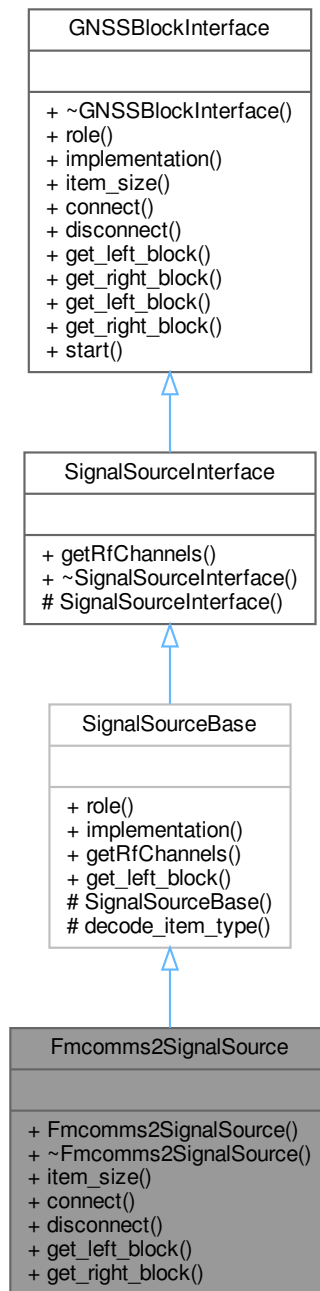 GNSSBlockInterface
+ ~GNSSBlockInterface()
+ role()
+ implementation()
+ item_size()
+ connect()
+ disconnect()
+ get_left_block()
+ get_right_block()
+ get_left_block()
+ get_right_block()
+ start()
SignalSourceInterface
+ getRfChannels()
+ ~SignalSourceInterface()
# SignalSourceInterface()
SignalSourceBase
+ role()
+ implementation()
+ getRfChannels()
+ get_left_block()
# SignalSourceBase()
# decode_item_type()
Fmcomms2SignalSource
+ Fmcomms2SignalSource()
+ ~Fmcomms2SignalSource()
+ item_size()
+ connect()
+ disconnect()
+ get_left_block()
+ get_right_block()